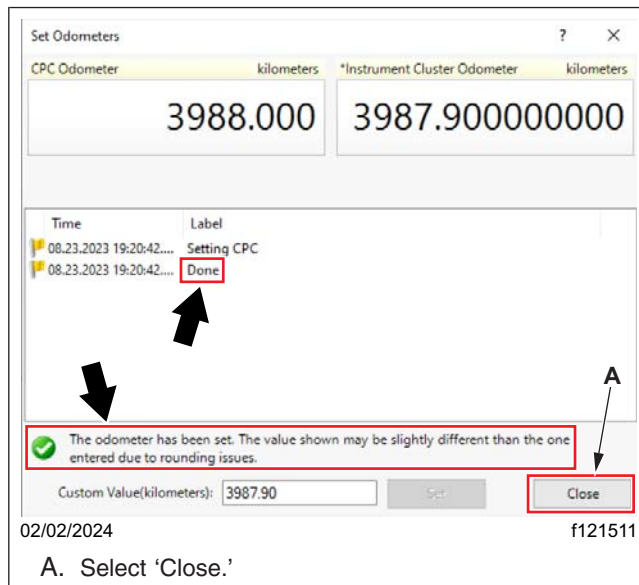 Set Odometers ? ×
CPC Odometer kilometers *Instrument Cluster Odometer kilometers
3988.000 3987.900000000
Time Label
08.23.2023 19:20:42.... Setting CPC
08.23.2023 19:20:42.... Done
A
The odometer has been set. The value shown may be slightly different than the one
entered due to rounding issues.
Custom Value(kilometers): 3987.90 Set Close
02/02/2024 f121511
A. Select ‘Close.’